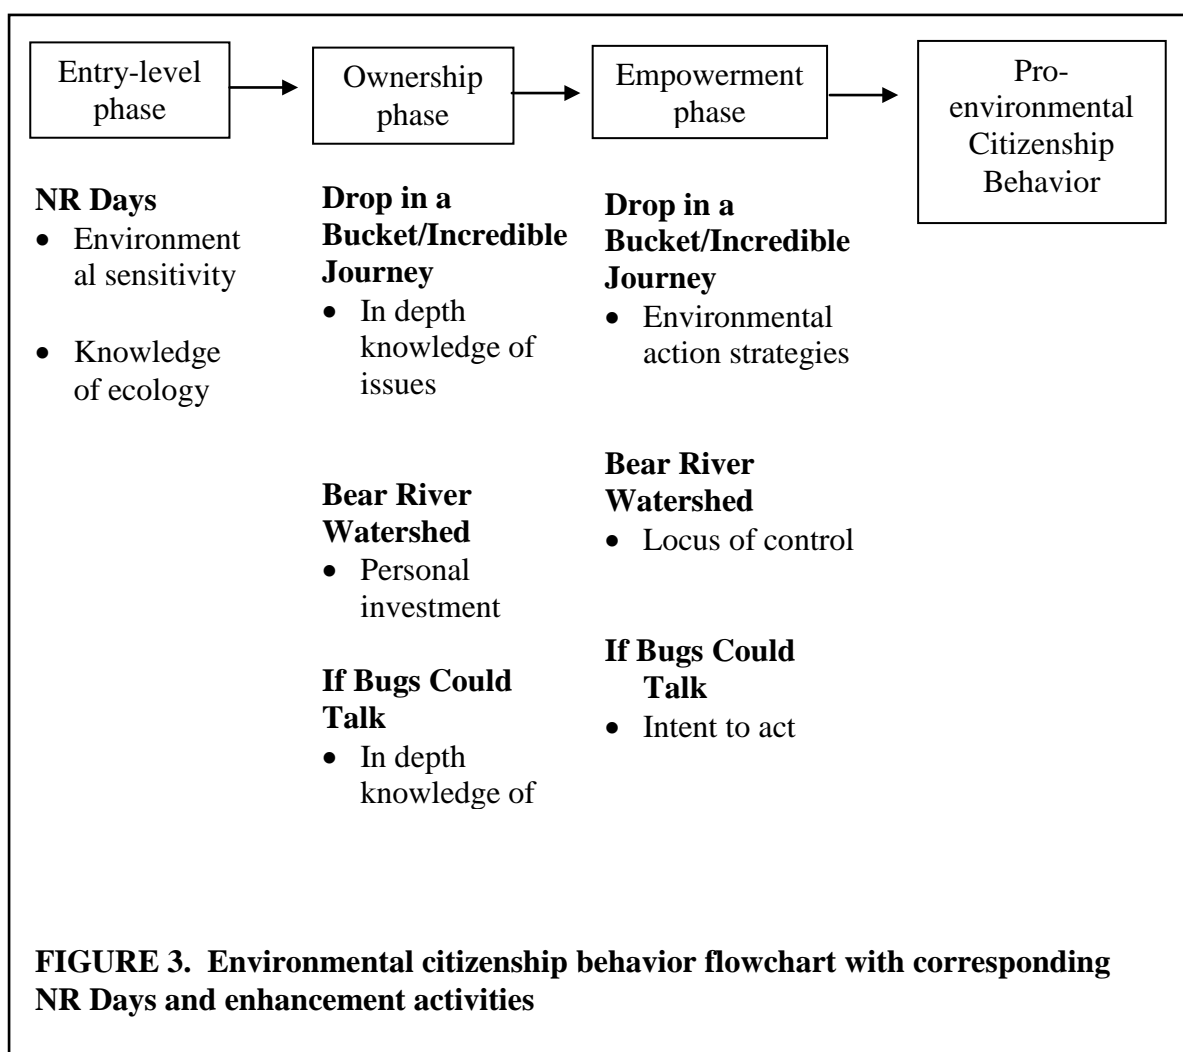 Entry-level
phase
Ownership
phase
Empowerment
phase
Pro-
environmental
Citizenship
Behavior
NR Days
• Environment
al sensitivity
• Knowledge
of ecology
Drop in a
Bucket/Incredible
Journey
• In depth
knowledge of
issues
Bear River
Watershed
• Personal
investment
If Bugs Could
Talk
• In depth
knowledge of
Drop in a
Bucket/Incredible
Journey
• Environmental
action strategies
Bear River
Watershed
• Locus of control
If Bugs Could
Talk
• Intent to act
FIGURE 3. Environmental citizenship behavior flowchart with corresponding
NR Days and enhancement activities